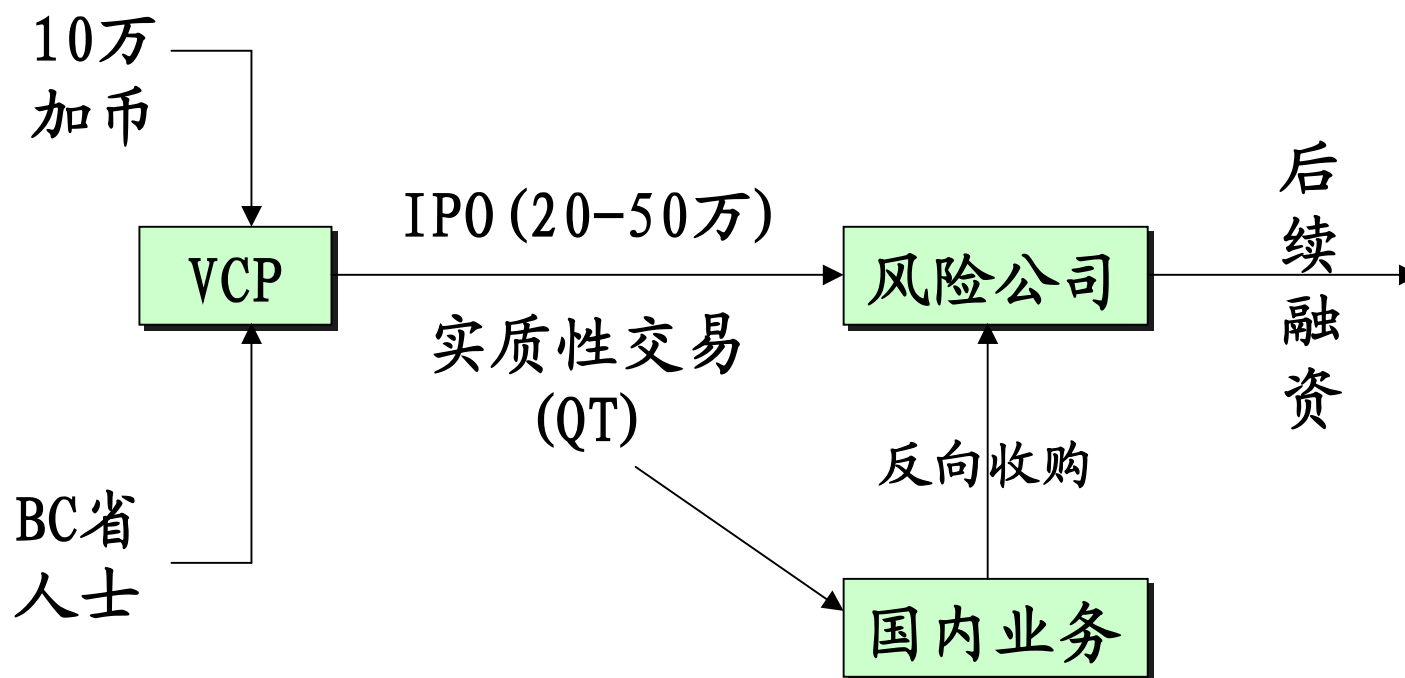 10万
加币
IPO(20-50万)
VCP
风险公司
后
续
融
资
实质性交易
(QT)
反向收购
BC省
人士
国内业务